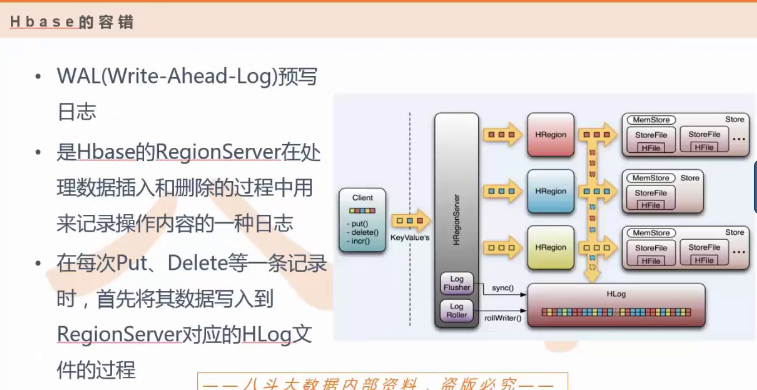 Hbase的容错
• WAL(Write-Ahead-Log)预写
日志
• 是Hbase的RegionServer在处
理数据插入和删除的过程中用
来记录操作内容的一种日志
• 在每次Put、Delete等一条记录
时，首先将其数据写入到
RegionServer对应的HLog文
件的过程
Client
- put()
- delete()
- incr()
KeyValue's
HRegionServer
Log
Flusher
Log
Roller
sync()
rollWriter()
HRegion
MemStore
Store
StoreFile
HFile
StoreFile
HFile
...
HRegion
MemStore
Store
StoreFile
HFile
HRegion
MemStore
Store
StoreFile
HFile
StoreFile
HFile
...
HLog
——八斗大数据内部资料，盗版必究——